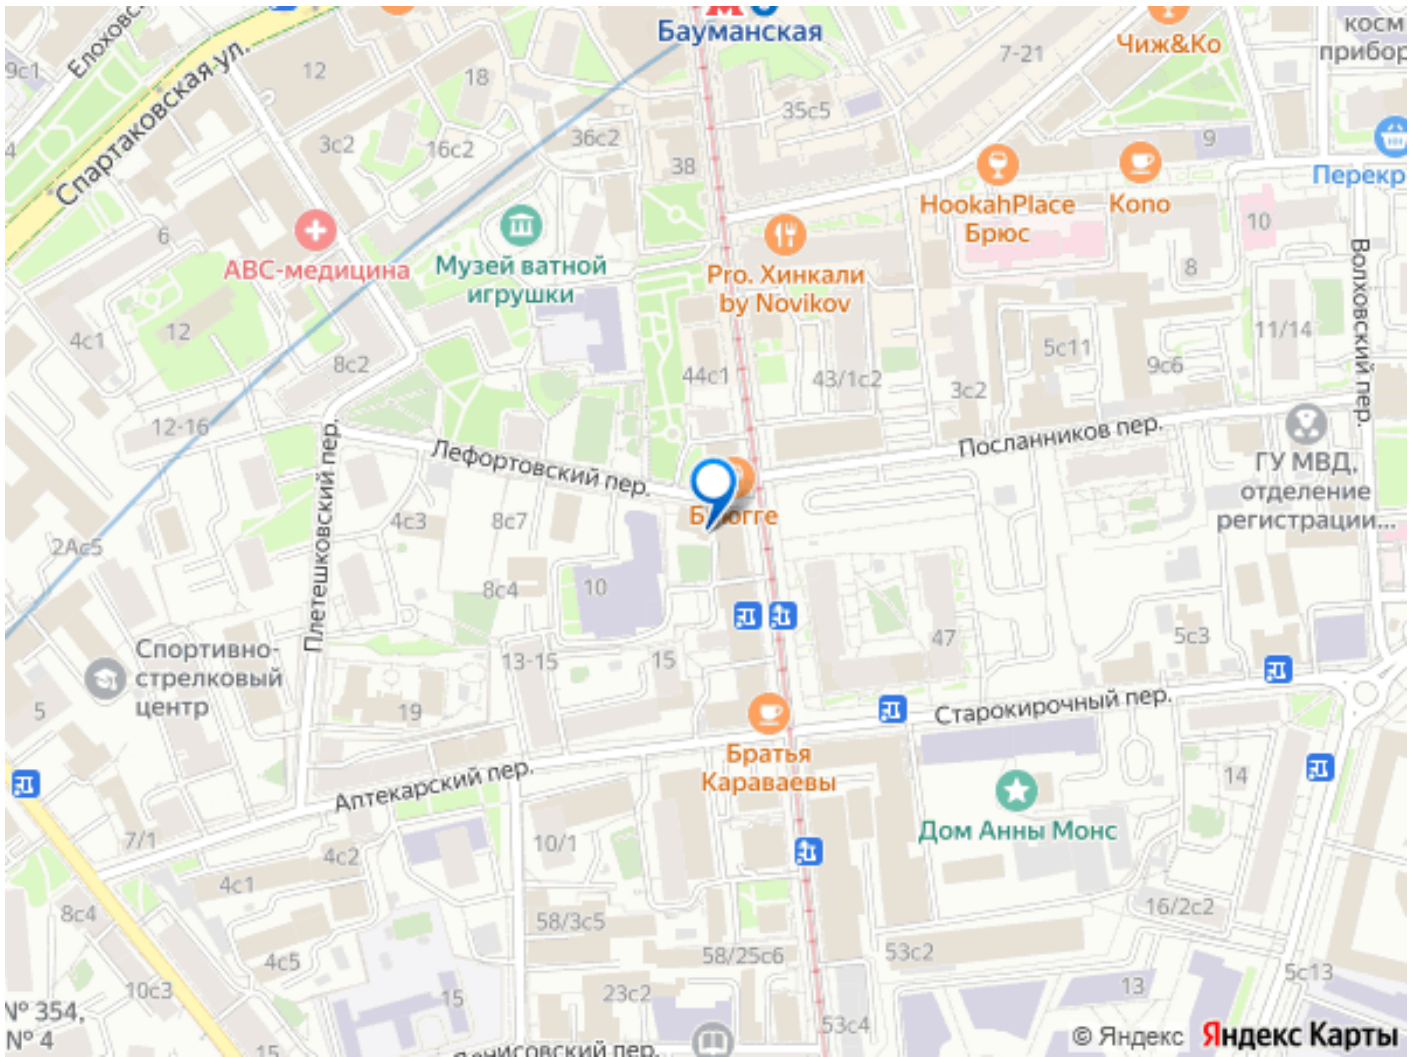 Бауманская
Чиж&Ко
косм
прибор
Елоховс
9с1
Спартаковская ул.
12
18
7-21
35с5
4
3с2
16с2
36с2
38
9
Перекр
HookahPlace
Брюс
Kono
10
6
АВС-медицина
Музей ватной
игрушки
Pro. Хинкали
by Novikov
8
Волховский пер.
4с1
12
8с2
44с1
43/1с2
5с11
3с2
9с6
11/14
12-16
Лефортовский пер.
Посланников пер.
ГУ МВД,
отделение
регистрации...
Плетешковский пер.
4с3
8с7
2Ас5
8с4
10
47
5с3
Спортивно-
стрелковый
центр
13-15
15
5
19
Старокирочный пер.
Братья
Караваевы
Аптекарский пер.
14
Дом Анны Монс
7/1
4с2
10/1
4с1
8с4
58/3с5
16/2с2
4с5
58/25с6
53с2
10с3
15
23с2
13
5с13
№ 354,
№ 4
53с4
15
© Яндекс Яндекс Карты